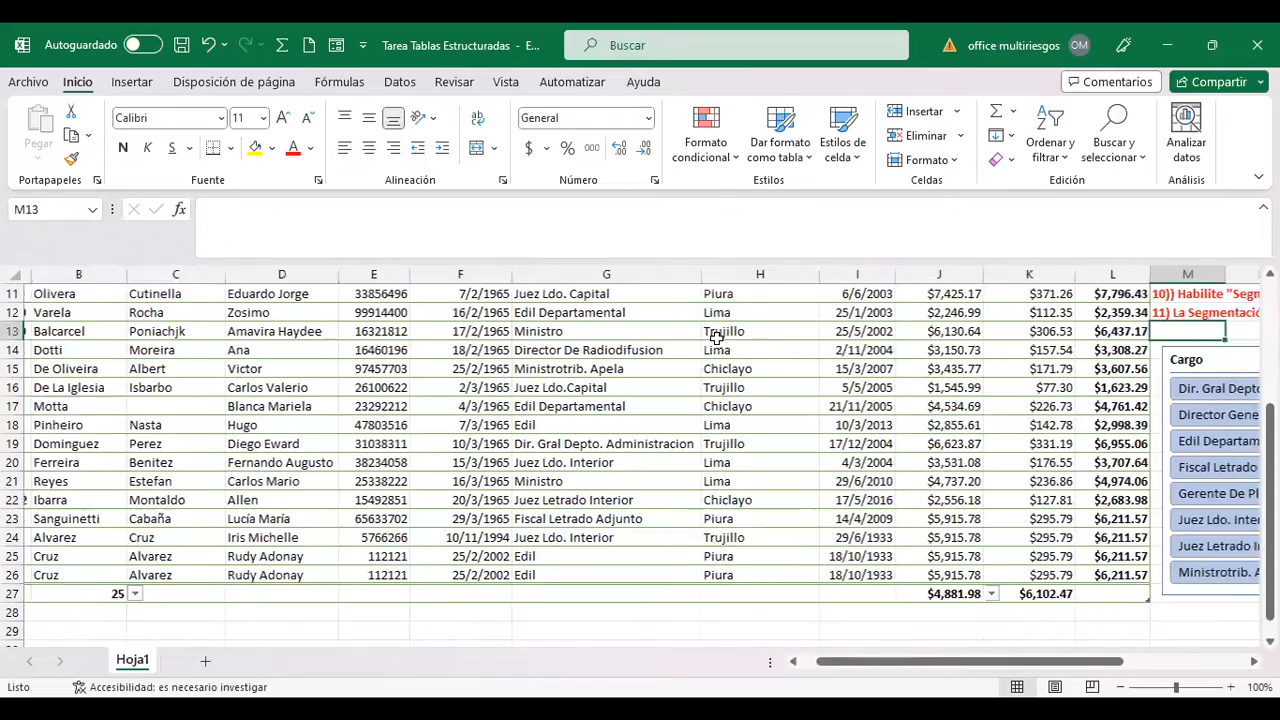 Autoguardado Tarea Tablas Estructuradas - E... Buscar office multiriesgos OM
Archivo Inicio Insertar Disposición de página Fórmulas Datos Revisar Vista Automatizar Ayuda Comentarios Compartir
Pegar Calibri 11 General Formato condicional Dar formato como tabla Estilos de celda Insertar Eliminar Formato Ordenar y filtrar Buscar y seleccionar Analizar datos
N K S A $ % 000
Portapapeles Fuente Alineación Número Estilos Celdas Edición Análisis
M13 fx
B C D E F G H I J K L M
11 Olivera Cutinella Eduardo Jorge 33856496 7/2/1965 Juez Ldo. Capital Piura 6/6/2003 $7,425.17 $371.26 $7,796.43 10)) Habilite "Segn
12 Varela Rocha Zosimo 99914400 16/2/1965 Edil Departamental Lima 25/1/2003 $2,246.99 $112.35 $2,359.34 11) La Segmentació
13 Balcarcel Poniachjk Amavira Haydee 16321812 17/2/1965 Ministro Trujillo 25/5/2002 $6,130.64 $306.53 $6,437.17
14 Dotti Moreira Ana 16460196 18/2/1965 Director De Radiodifusion Lima 2/11/2004 $3,150.73 $157.54 $3,308.27
15 De Oliveira Albert Victor 97457703 25/2/1965 Ministrotrib. Apela Chiclayo 15/3/2007 $3,435.77 $171.79 $3,607.56
16 De La Iglesia Isbarbo Carlos Valerio 26100622 2/3/1965 Juez Ldo.Capital Trujillo 5/5/2005 $1,545.99 $77.30 $1,623.29
17 Motta Blanca Mariela 23292212 4/3/1965 Edil Departamental Chiclayo 21/11/2005 $4,534.69 $226.73 $4,761.42
18 Pinheiro Nasta Hugo 47803516 7/3/1965 Edil Lima 10/3/2013 $2,855.61 $142.78 $2,998.39
19 Dominguez Perez Diego Eward 31038311 10/3/1965 Dir. Gral Depto. Administracion Trujillo 17/12/2004 $6,623.87 $331.19 $6,955.06
20 Ferreira Benitez Fernando Augusto 38234058 15/3/1965 Juez Ldo. Interior Lima 4/3/2004 $3,531.08 $176.55 $3,707.64
21 Reyes Estefan Carlos Mario 25338222 16/3/1965 Ministro Lima 21/6/2010 $4,737.20 $236.86 $4,974.06
22 Ibarra Montaldo Allen 15492851 20/3/1965 Juez Letrado Interior Chiclayo 17/5/2016 $2,556.18 $127.81 $2,683.98
23 Sanguinetti Cabaña Lucía María 65633702 29/3/1965 Fiscal Letrado Adjunto Piura 14/4/2009 $5,915.78 $295.79 $6,211.57
24 Alvarez Cruz Iris Michelle 5766266 10/11/1994 Juez Ldo. Interior Trujillo 29/6/1933 $5,915.78 $295.79 $6,211.57
25 Cruz Alvarez Rudy Adonay 112121 25/2/2002 Edil Piura 18/10/1933 $5,915.78 $295.79 $6,211.57
26 Cruz Alvarez Rudy Adonay 112121 25/2/2002 Edil Piura 18/10/1933 $5,915.78 $295.79 $6,211.57
27 25 $4,881.98 $6,102.47
28
29
Cargo
Dir. Gral Depto
Director Gene
Edil Departam
Fiscal Letrado
Gerente De Pl
Juez Ldo. Inte
Juez Letrado I
Ministrotrib. A
Hoja1
Listo Accesibilidad: es necesario investigar 100%